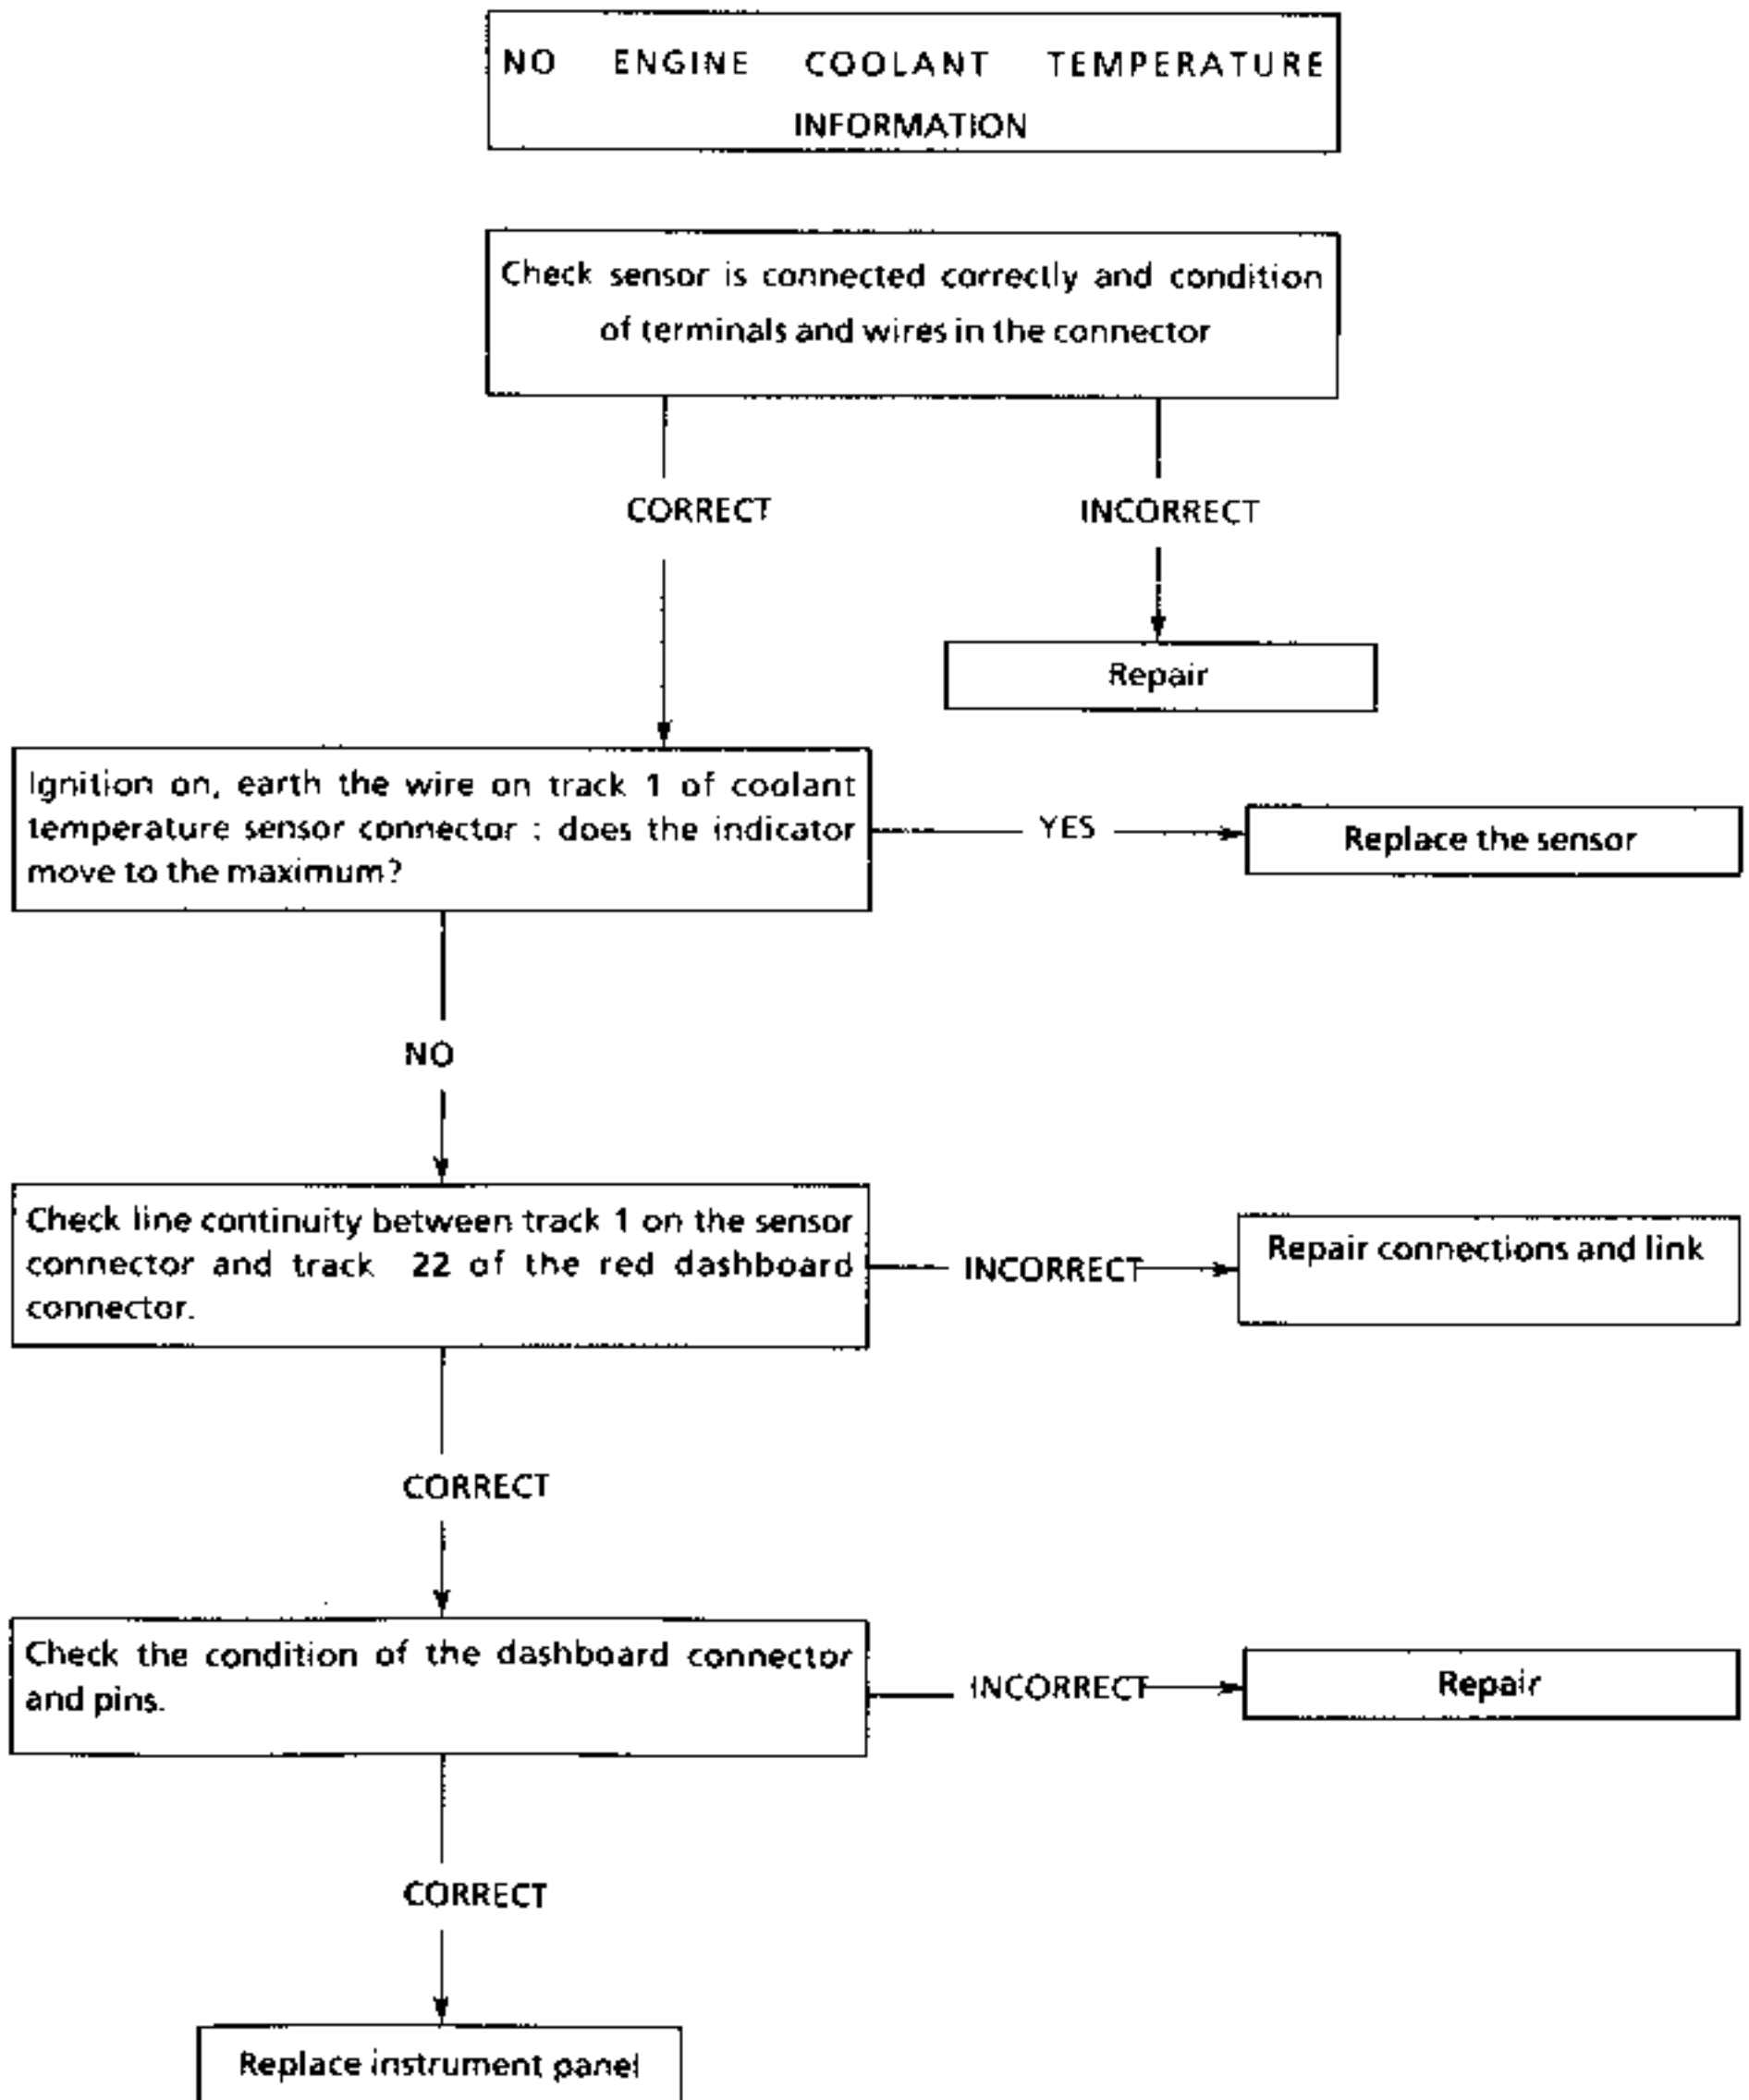 NO ENGINE COOLANT TEMPERATURE
INFORMATION
Check sensor is connected correctly and condition
of terminals and wires in the connector
CORRECT
INCORRECT
Repair
Ignition on, earth the wire on track 1 of coolant
temperature sensor connector : does the indicator
move to the maximum?
YES
Replace the sensor
NO
Check line continuity between track 1 on the sensor
connector and track 22 of the red dashboard
connector.
INCORRECT
Repair connections and link
CORRECT
Check the condition of the dashboard connector
and pins.
INCORRECT
Repair
CORRECT
Replace instrument panel